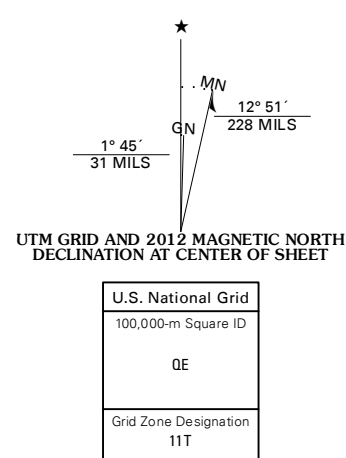 ★
MN
GN
12° 51´
228 MILS
1° 45´
31 MILS
UTM GRID AND 2012 MAGNETIC NORTH
DECLINATION AT CENTER OF SHEET
U.S. National Grid
100,000-m Square ID
QE
Grid Zone Designation
11T